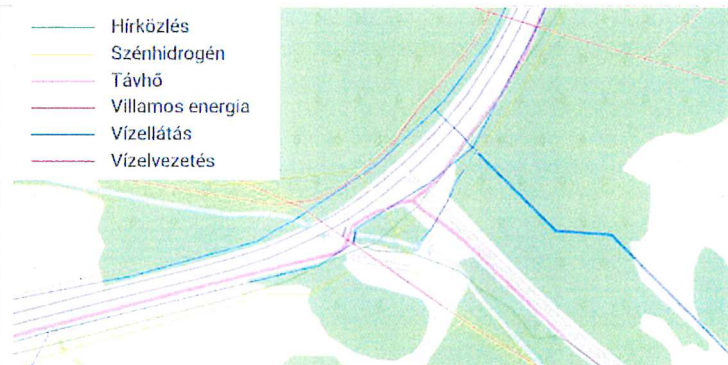 Hírközlés
Szénhidrogén
Távhő
Villamos energia
Vízellátás
Vízelvezetés